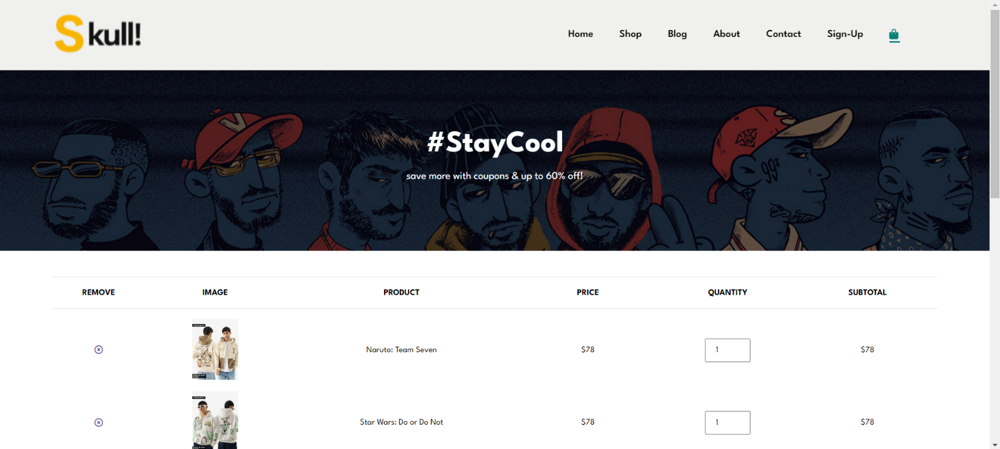 Skull!
Home Shop Blog About Contact Sign-Up
#StayCool
save more with coupons & up to 60% off!
REMOVE IMAGE PRODUCT PRICE QUANTITY SUBTOTAL
Naruto: Team Seven $78 1 $78
Star Wars: Do or Do Not $78 1 $78
99s